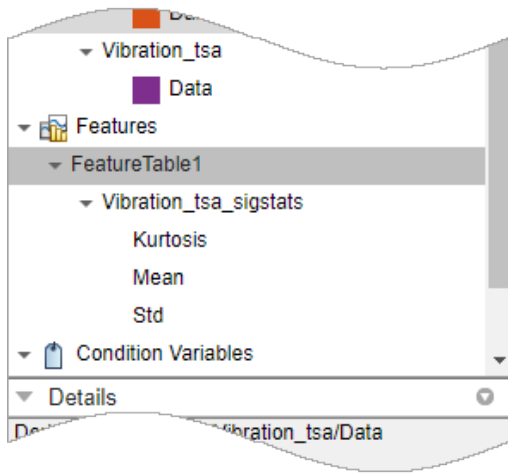 Vibration_tsa
Data
Features
FeatureTable1
Vibration_tsa_sigstats
Kurtosis
Mean
Std
Condition Variables
Details
Vibration_tsa/Data